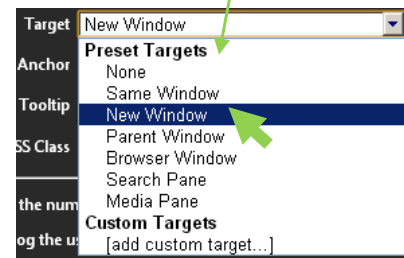 Target New Window
Preset Targets
Anchor None
Same Window
Tooltip New Window
SS Class Parent Window
Browser Window
Search Pane
the num Media Pane
Custom Targets
og the us [add custom target...]